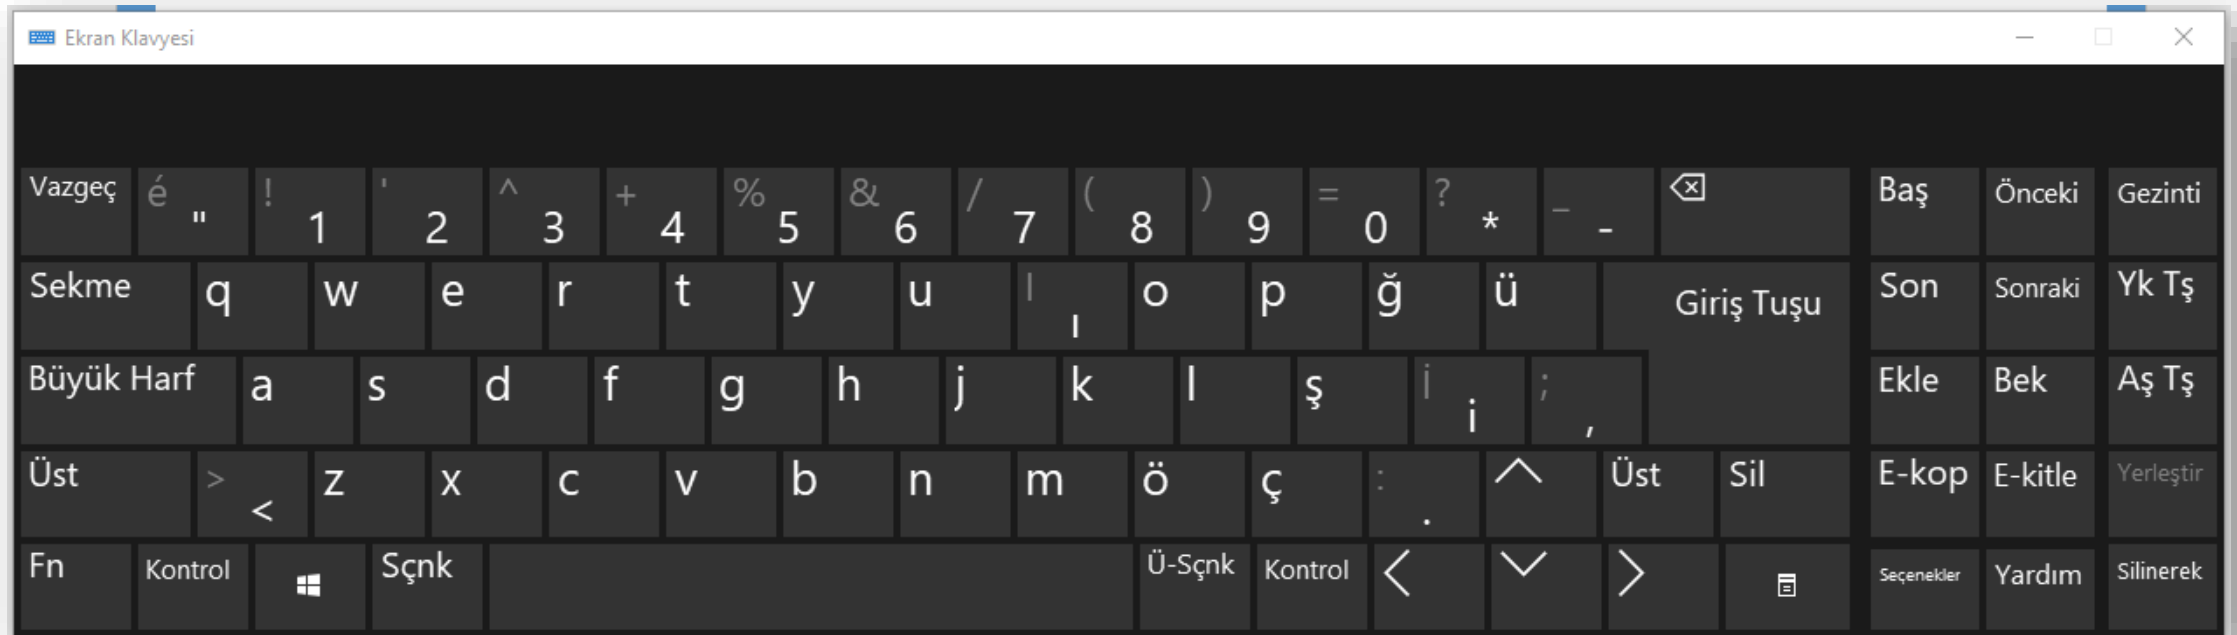 Ekran Klavyesi
Vazgeç é " ! 1 ' 2 ^ 3 + 4 % 5 & 6 / 7 ( 8 ) 9 = 0 ? * _ - Baş Önceki Gezinti
Sekme q w e r t y u I ı o p ğ ü Giriş Tuşu Son Sonraki Yk Tş
Büyük Harf a s d f g h j k l ş İ i ; , Ekle Bek Aş Tş
Üst > < z x c v b n m ö ç : . Üst Sil E-kop E-kitle Yerleştir
Fn Kontrol Sçnk Ü-Sçnk Kontrol Seçenekler Yardım Silinerek